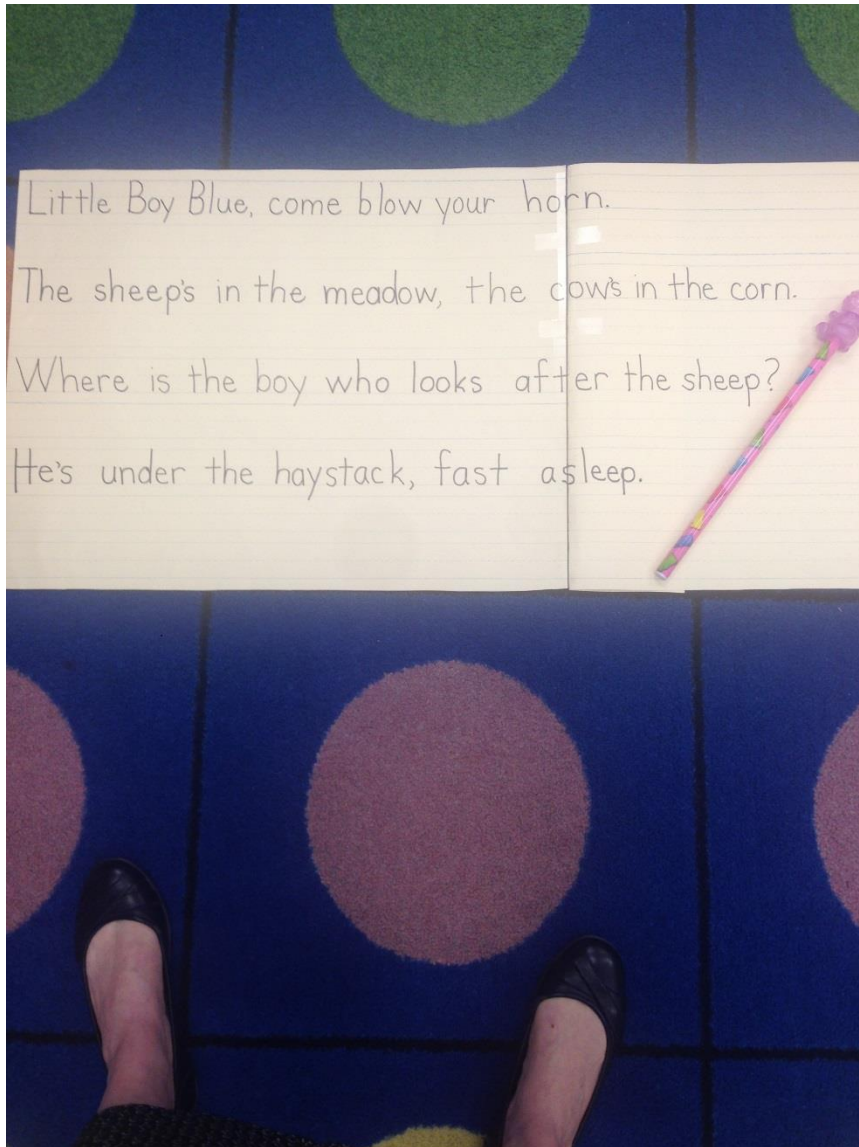 Little Boy Blue, come blow your horn.
The sheep's in the meadow, the cow's in the corn.
Where is the boy who looks after the sheep?
He's under the haystack, fast asleep.